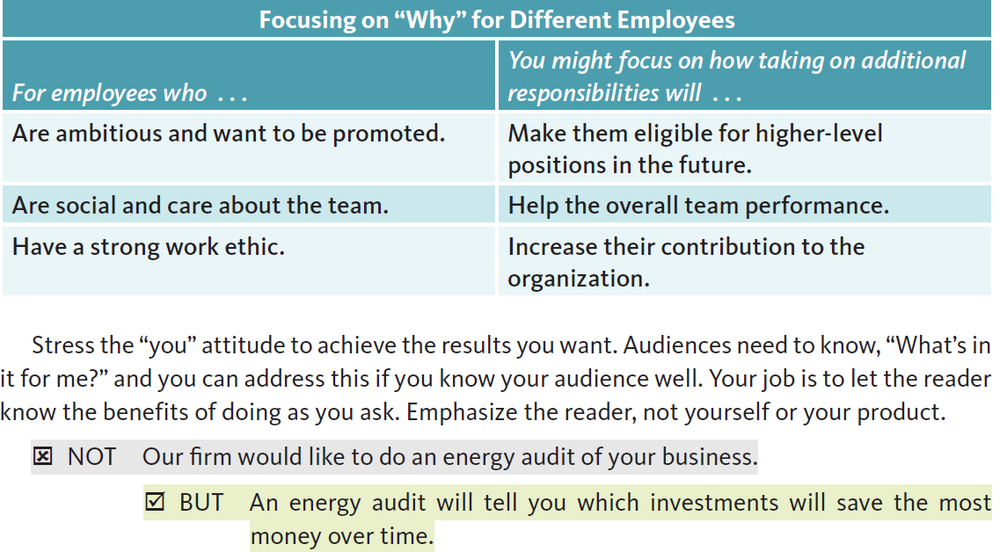 Focusing on “Why” for Different Employees
For employees who . . .
You might focus on how taking on additional
responsibilities will . . .
Are ambitious and want to be promoted.
Make them eligible for higher-level
positions in the future.
Are social and care about the team.
Help the overall team performance.
Have a strong work ethic.
Increase their contribution to the
organization.
Stress the “you” attitude to achieve the results you want. Audiences need to know, “What’s in
it for me?” and you can address this if you know your audience well. Your job is to let the reader
know the benefits of doing as you ask. Emphasize the reader, not yourself or your product.
☒ NOT Our firm would like to do an energy audit of your business.
☑ BUT An energy audit will tell you which investments will save the most
money over time.